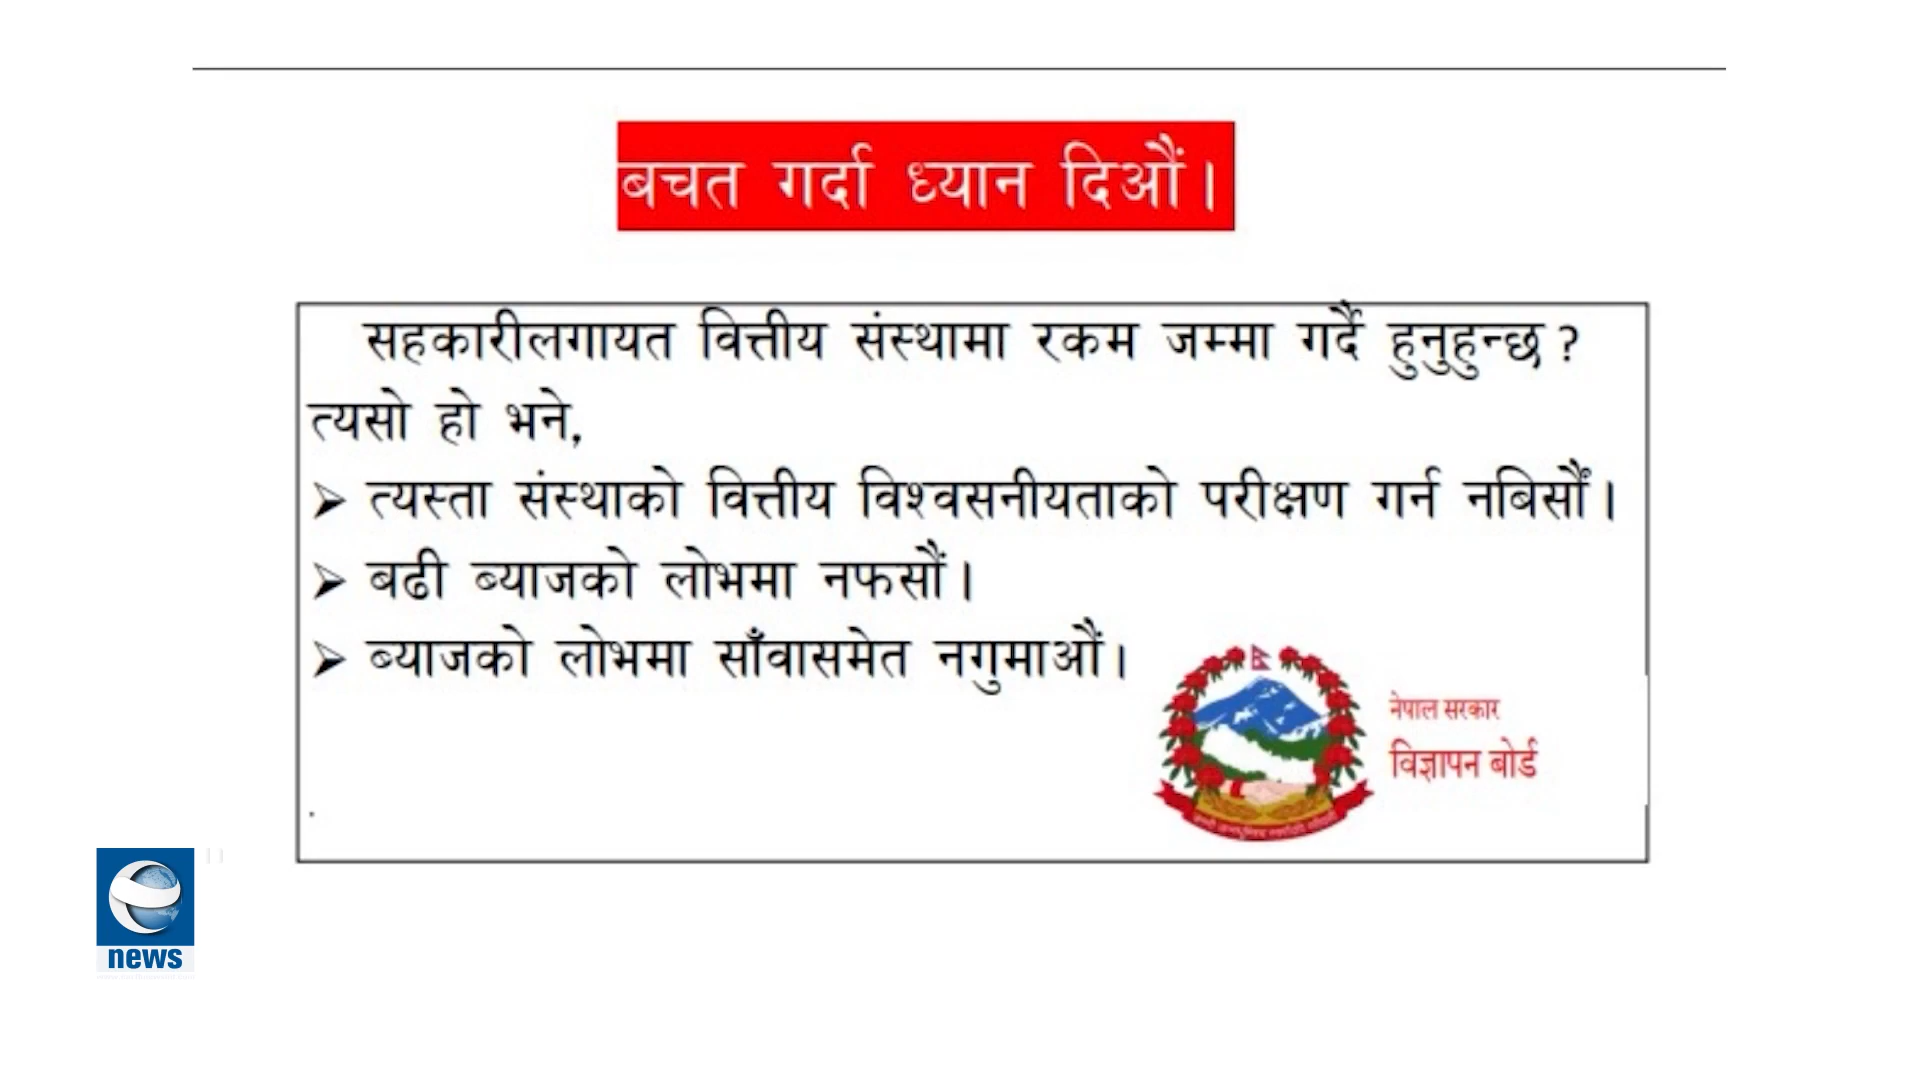 बचत गर्दा ध्यान दिऔं।
सहकारीलगायत वित्तीय संस्थामा रकम जम्मा गर्दै हुनुहुन्छ?
त्यसो हो भने,
➢ त्यस्ता संस्थाको वित्तीय विश्वसनीयताको परीक्षण गर्न नबिर्सौं।
➢ बढी ब्याजको लोभमा नफसौं।
➢ ब्याजको लोभमा साँवासमेत नगुमाऔं।
नेपाल सरकार
विज्ञापन बोर्ड
news